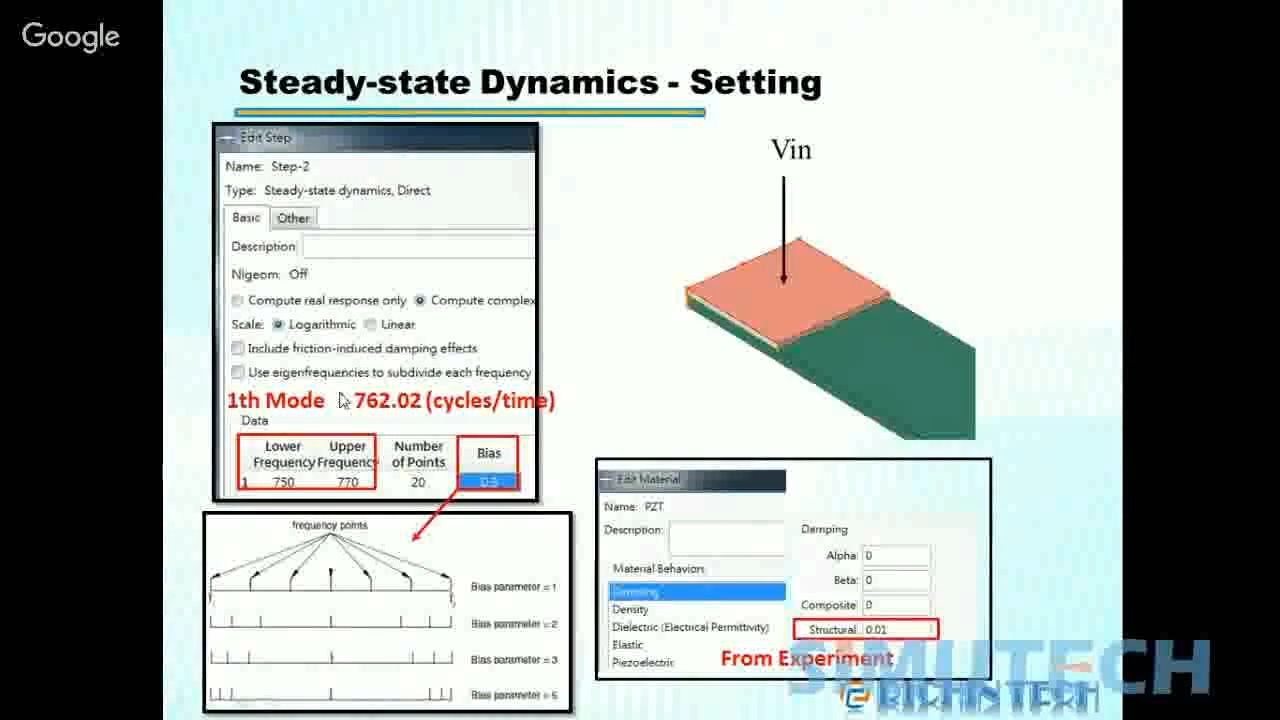 Google
Steady-state Dynamics - Setting
Edit Step
Name: Step-2
Type: Steady-state dynamics, Direct
Basic Other
Description:
Nlgeom: Off
Compute real response only Compute complex
Scale: Logarithmic Linear
Include friction-induced damping effects
Use eigenfrequencies to subdivide each frequency
1th Mode 762.02 (cycles/time)
Data
Lower Frequency Upper Frequency Number of Points Bias
1 750 770 20
Vin
frequency points
Bias parameter = 1
Bias parameter = 2
Bias parameter = 3
Bias parameter = 5
Edit Material
Name: PZT
Description:
Material Behaviors
Damping
Density
Dielectric (Electrical Permittivity)
Elastic
Piezoelectric
Damping
Alpha: 0
Beta: 0
Composite: 0
Structural: 0.01
From Experiment
SIMUTECH